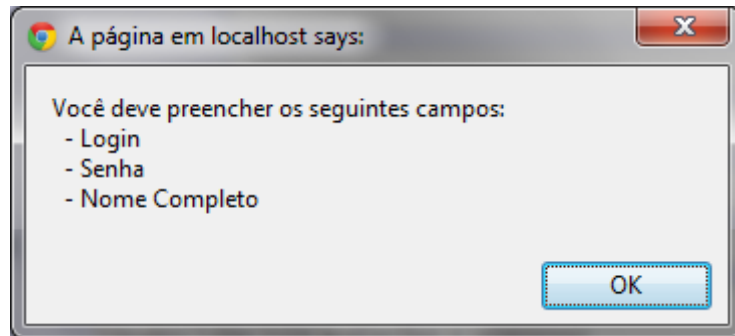 A página em localhost says:
Você deve preencher os seguintes campos:
- Login
- Senha
- Nome Completo
OK